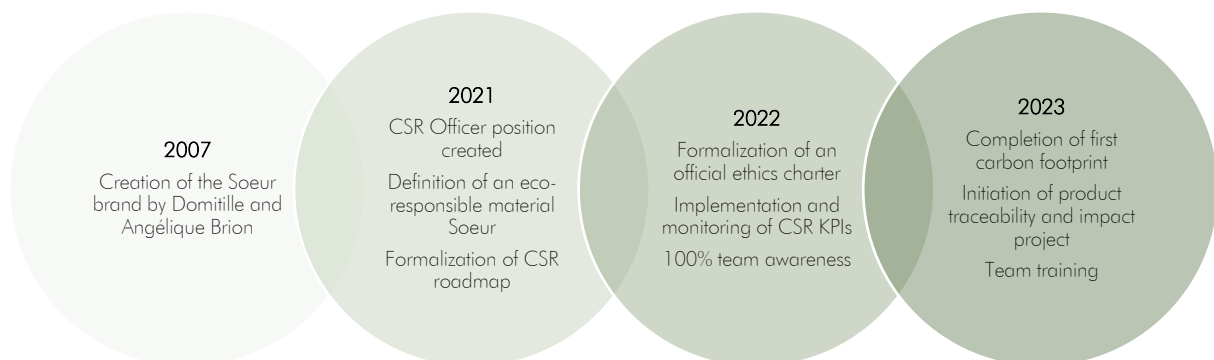 2007
Creation of the Soeur
brand by Domitille and
Angélique Brion
2021
CSR Officer position
created
Definition of an eco-
responsible material
Soeur
Formalization of CSR
roadmap
2022
Formalization of an
official ethics charter
Implementation and
monitoring of CSR KPIs
100% team awareness
2023
Completion of first
carbon footprint
Initiation of product
traceability and impact
project
Team training